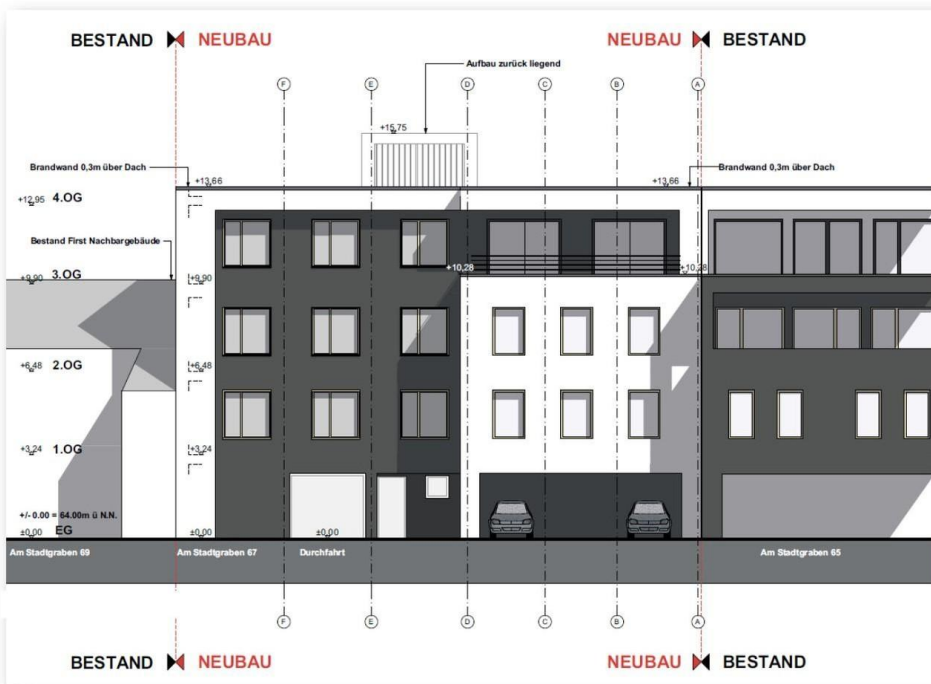 BESTAND NEUBAU
NEUBAU BESTAND
Aufbau zurück liegend
F E D C B A
+15,75
Brandwand 0,3m über Dach
Brandwand 0,3m über Dach
+13,66
+13,66
+12,95 4.OG
Bestand First Nachbargebäude
+10,28
+10,28
+9,90 3.OG
+9,90
+6,48 2.OG
+6,48
+3,24 1.OG
+3,24
+/- 0.00 = 64.00m ü N.N.
±0,00 EG
±0,00
±0,00
Am Stadtgraben 69
Am Stadtgraben 67
Durchfahrt
Am Stadtgraben 65
F E D C B A
BESTAND NEUBAU
NEUBAU BESTAND